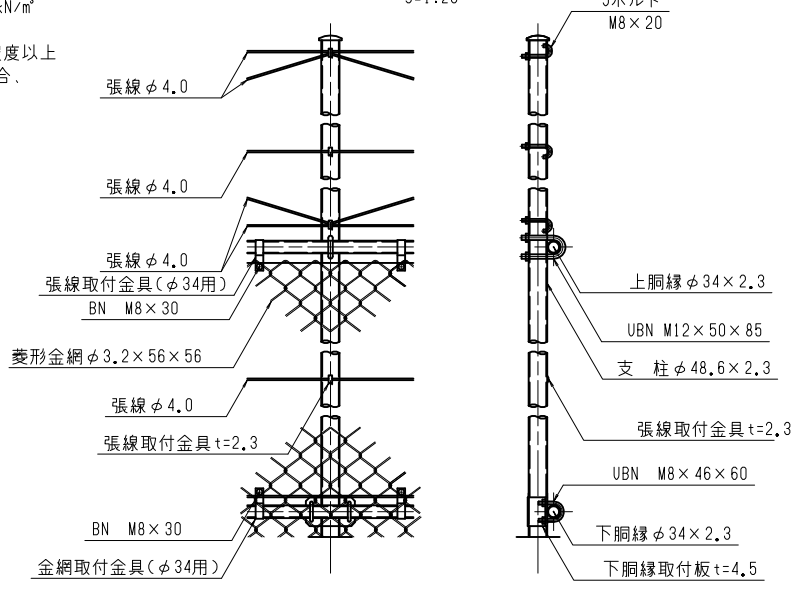 kN/m²
度以上
合、
S=1:20
Jボルト
M8×20
張線φ4.0
張線φ4.0
張線φ4.0
張線取付金具(φ34用)
BN M8×30
菱形金網φ3.2×56×56
張線φ4.0
張線取付金具t=2.3
BN M8×30
金網取付金具(φ34用)
上胴縁φ34×2.3
UBN M12×50×85
支 柱φ48.6×2.3
張線取付金具t=2.3
UBN M8×46×60
下胴縁φ34×2.3
下胴縁取付板t=4.5